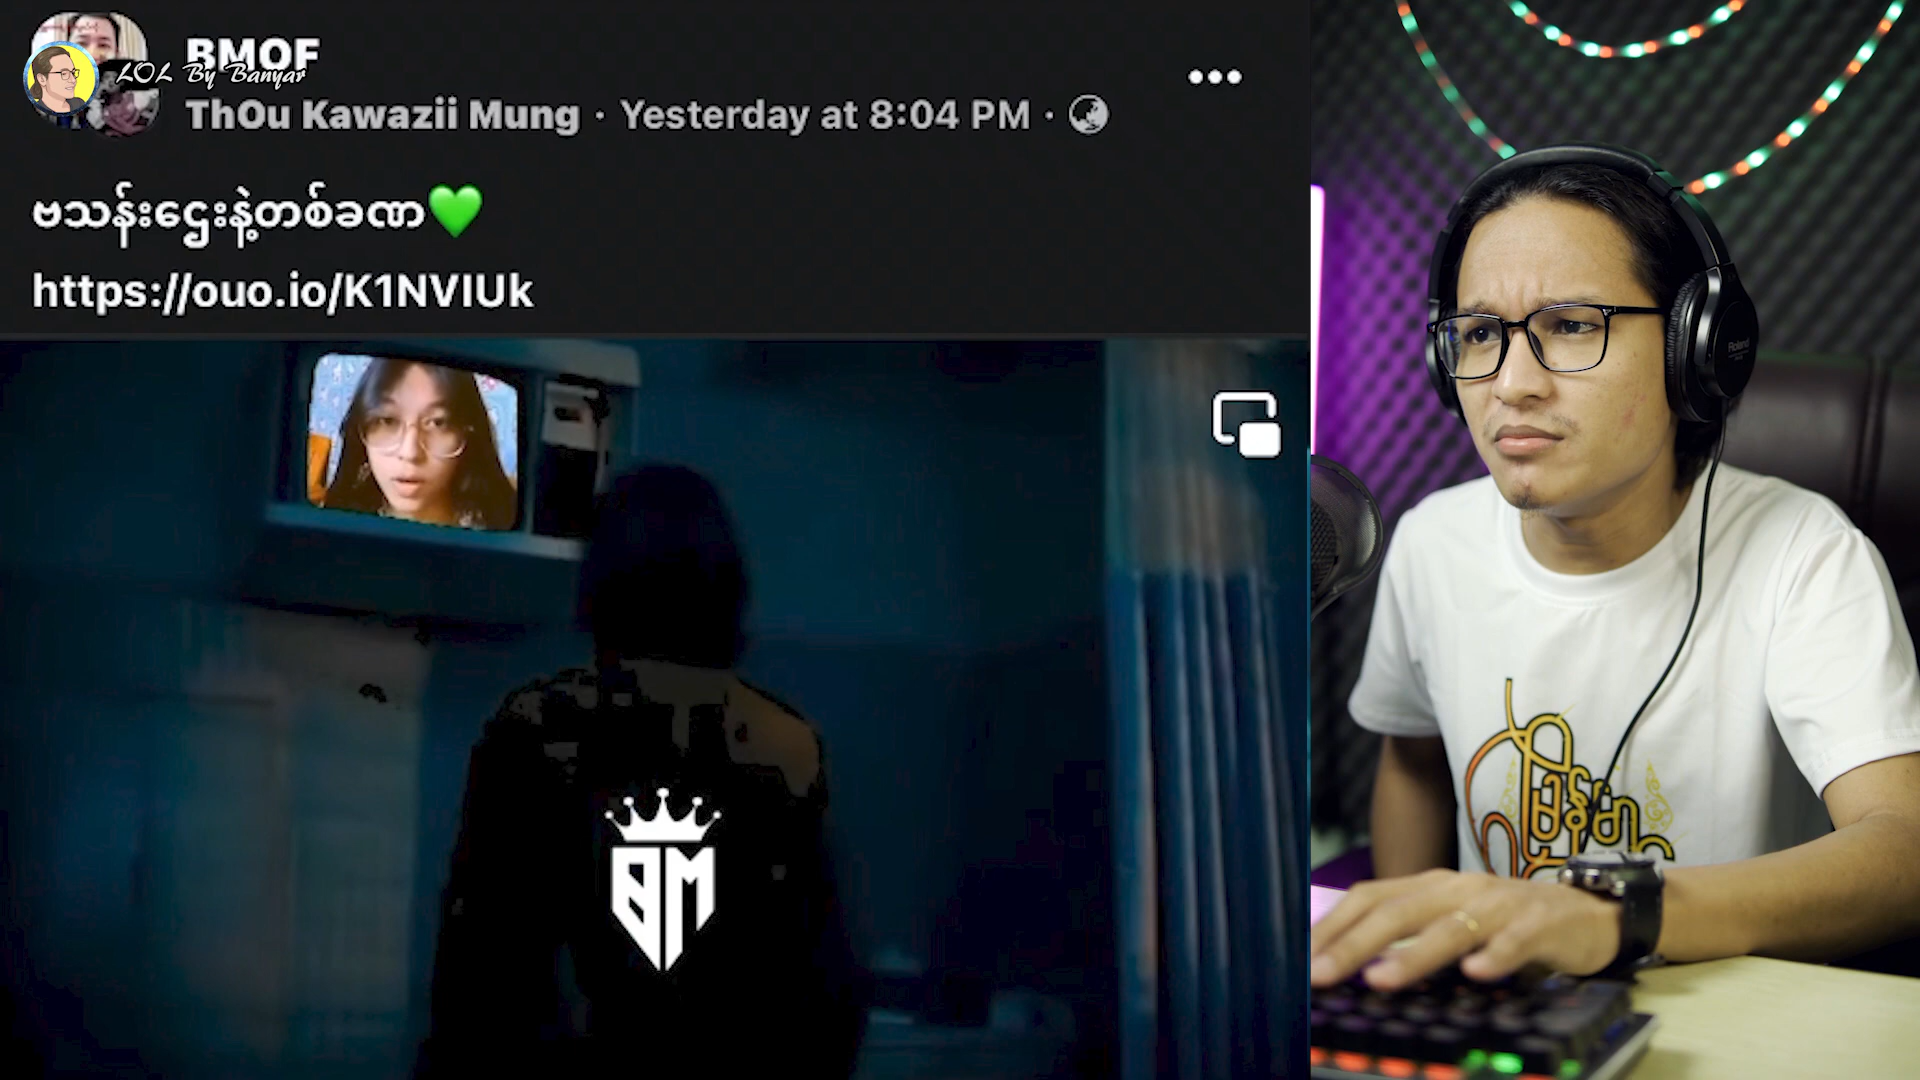 BMOF
LOL By Banyar
ThOu Kawazii Mung · Yesterday at 8:04 PM ·
ဗသန်းဌေးနဲ့တစ်ခဏ💚
https://ouo.io/K1NVIUk
BM
Roland